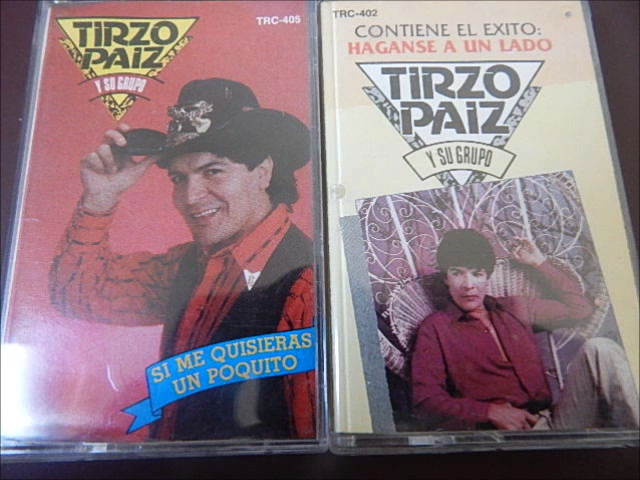 TRC-405
TIRZO
PAIZ
Y SU GRUPO
SI ME QUISIERAS
UN POQUITO
TRC-402
CONTIENE EL EXITO:
HAGANSE A UN LADO
TIRZO
PAIZ
Y SU GRUPO